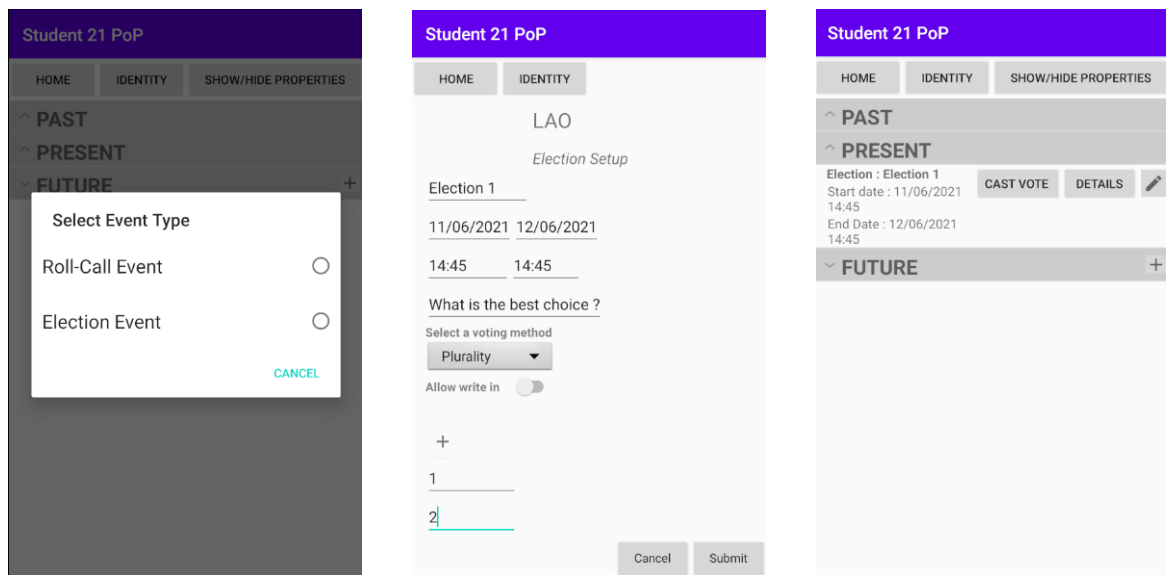 Student 21 PoP
HOME IDENTITY SHOW/HIDE PROPERTIES
PAST
PRESENT
FUTURE +
Select Event Type
Roll-Call Event
Election Event
CANCEL
Student 21 PoP
HOME IDENTITY
LAO
Election Setup
Election 1
11/06/2021 12/06/2021
14:45 14:45
What is the best choice ?
Select a voting method
Plurality
Allow write in
+
1
2
Cancel Submit
Student 21 PoP
HOME IDENTITY SHOW/HIDE PROPERTIES
PAST
PRESENT
Election : Election 1
Start date : 11/06/2021 CAST VOTE DETAILS
14:45
End Date : 12/06/2021
14:45
FUTURE +